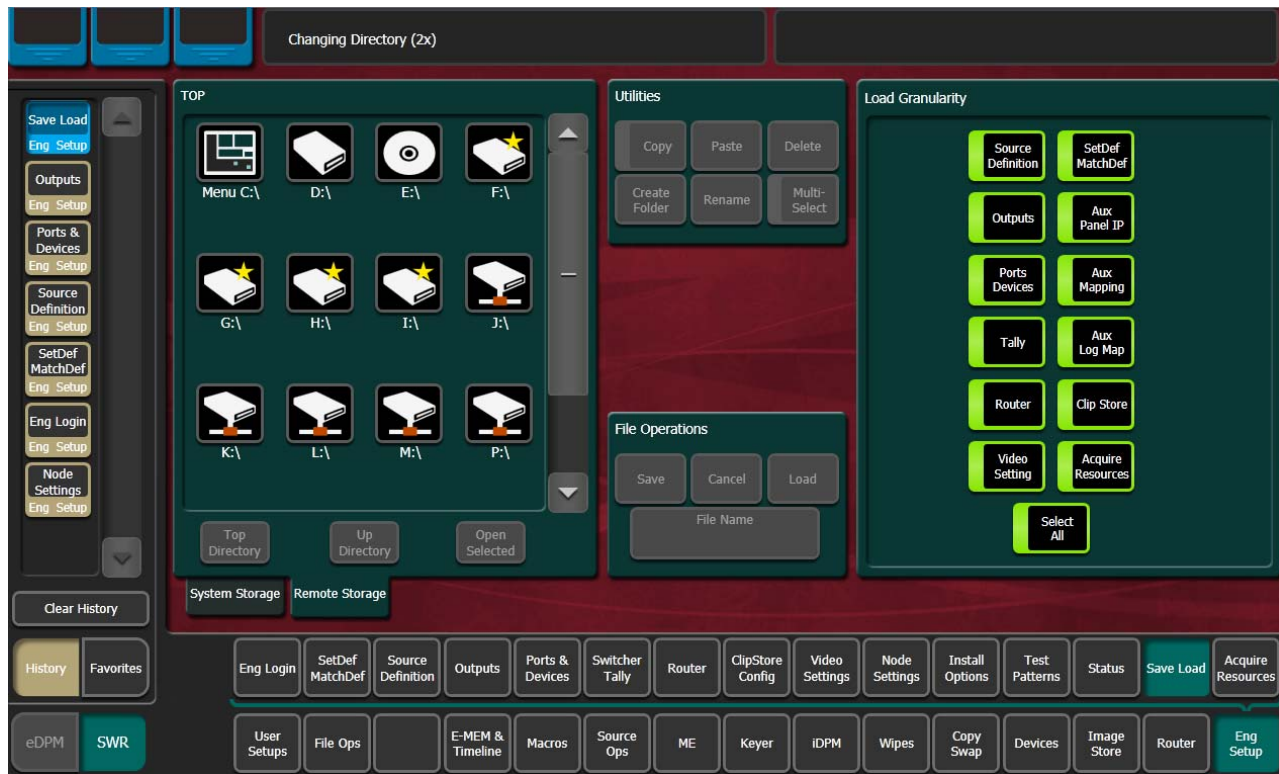 Changing Directory (2x)
Save Load
Eng Setup
Outputs
Eng Setup
Ports &
Devices
Eng Setup
Source
Definition
Eng Setup
SetDef
MatchDef
Eng Setup
Eng Login
Eng Setup
Node
Settings
Eng Setup
Clear History
History
Favorites
eDPM
SWR
TOP
Menu C:\
D:\
E:\
F:\
G:\
H:\
I:\
J:\
K:\
L:\
M:\
P:\
Top
Directory
Up
Directory
Open
Selected
System Storage
Remote Storage
Utilities
Copy
Paste
Delete
Create
Folder
Rename
Multi-
Select
File Operations
Save
Cancel
Load
File Name
Load Granularity
Source
Definition
SetDef
MatchDef
Outputs
Aux
Panel IP
Ports
Devices
Aux
Mapping
Tally
Aux
Log Map
Router
Clip Store
Video
Setting
Acquire
Resources
Select
All
Eng Login
SetDef
MatchDef
Source
Definition
Outputs
Ports &
Devices
Switcher
Tally
Router
ClipStore
Config
Video
Settings
Node
Settings
Install
Options
Test
Patterns
Status
Save Load
Acquire
Resources
User
Setups
File Ops
E-MEM &
Timeline
Macros
Source
Ops
ME
Keyer
iDPM
Wipes
Copy
Swap
Devices
Image
Store
Router
Eng
Setup